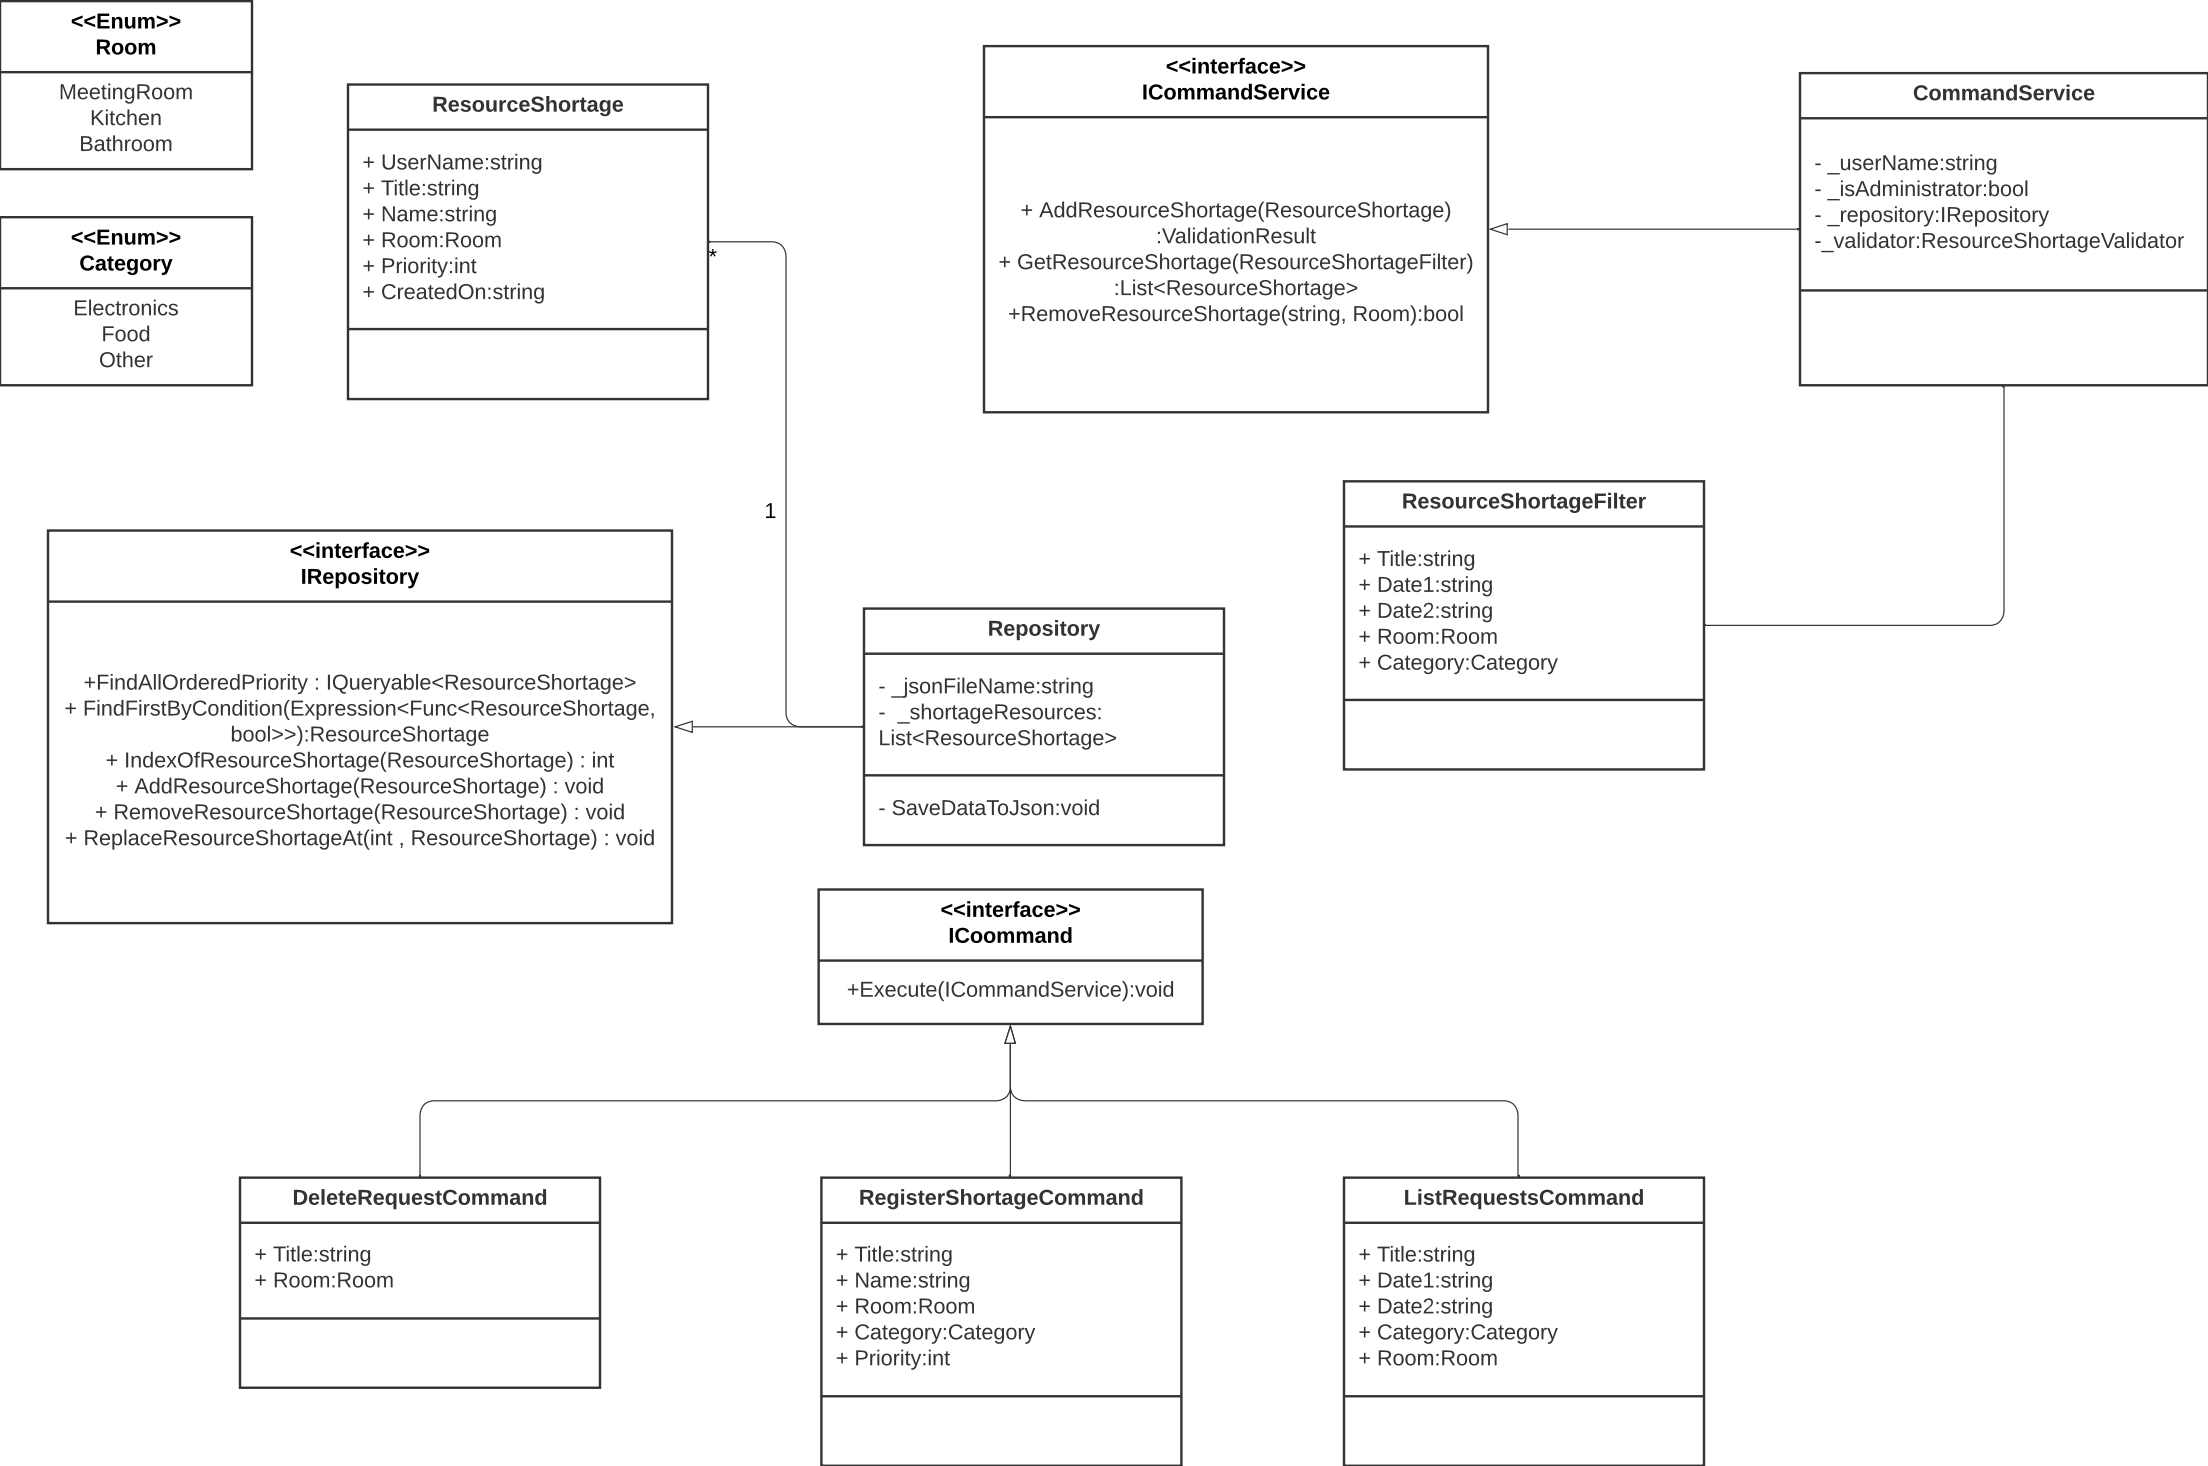 <<Enum>>
Room
MeetingRoom
Kitchen
Bathroom
<<Enum>>
Category
Electronics
Food
Other
ResourceShortage
+ UserName:string
+ Title:string
+ Name:string
+ Room:Room
+ Priority:int
+ CreatedOn:string
*
1
<<interface>>
ICommandService
+ AddResourceShortage(ResourceShortage)
:ValidationResult
+ GetResourceShortage(ResourceShortageFilter)
:List<ResourceShortage>
+RemoveResourceShortage(string, Room):bool
CommandService
- _userName:string
- _isAdministrator:bool
- _repository:IRepository
-_validator:ResourceShortageValidator
ResourceShortageFilter
+ Title:string
+ Date1:string
+ Date2:string
+ Room:Room
+ Category:Category
<<interface>>
IRepository
+FindAllOrderedPriority : IQueryable<ResourceShortage>
+ FindFirstByCondition(Expression<Func<ResourceShortage,
bool>>):ResourceShortage
+ IndexOfResourceShortage(ResourceShortage) : int
+ AddResourceShortage(ResourceShortage) : void
+ RemoveResourceShortage(ResourceShortage) : void
+ ReplaceResourceShortageAt(int , ResourceShortage) : void
Repository
- _jsonFileName:string
-  _shortageResources:
List<ResourceShortage>
- SaveDataToJson:void
<<interface>>
ICoommand
+Execute(ICommandService):void
DeleteRequestCommand
+ Title:string
+ Room:Room
RegisterShortageCommand
+ Title:string
+ Name:string
+ Room:Room
+ Category:Category
+ Priority:int
ListRequestsCommand
+ Title:string
+ Date1:string
+ Date2:string
+ Category:Category
+ Room:Room